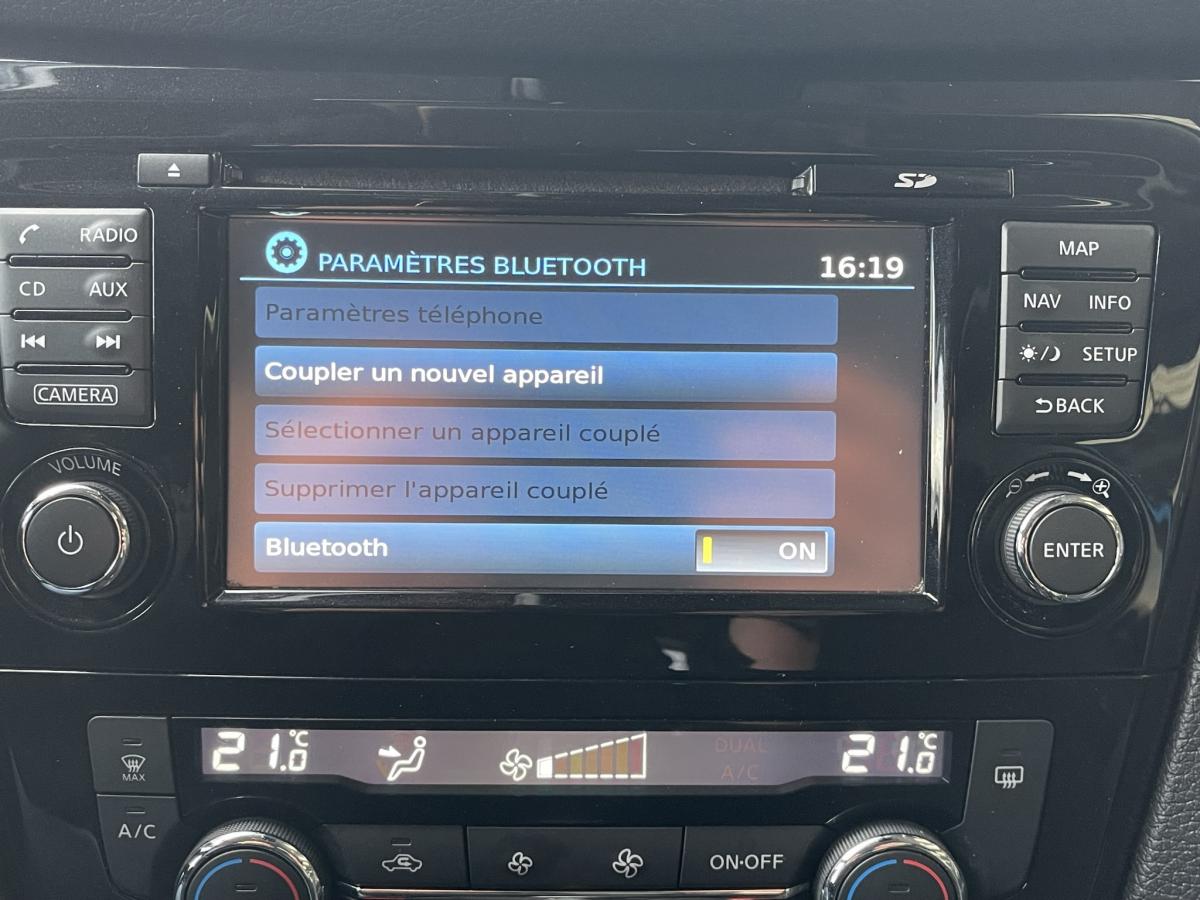 SD
RADIO
CD AUX
CAMERA
VOLUME
PARAMÈTRES BLUETOOTH 16:19
Paramètres téléphone
Coupler un nouvel appareil
Sélectionner un appareil couplé
Supprimer l'appareil couplé
Bluetooth ON
MAP
NAV INFO
SETUP
BACK
ENTER
21.0°C DUAL 21.0°C
A/C
MAX
A/C
ON·OFF